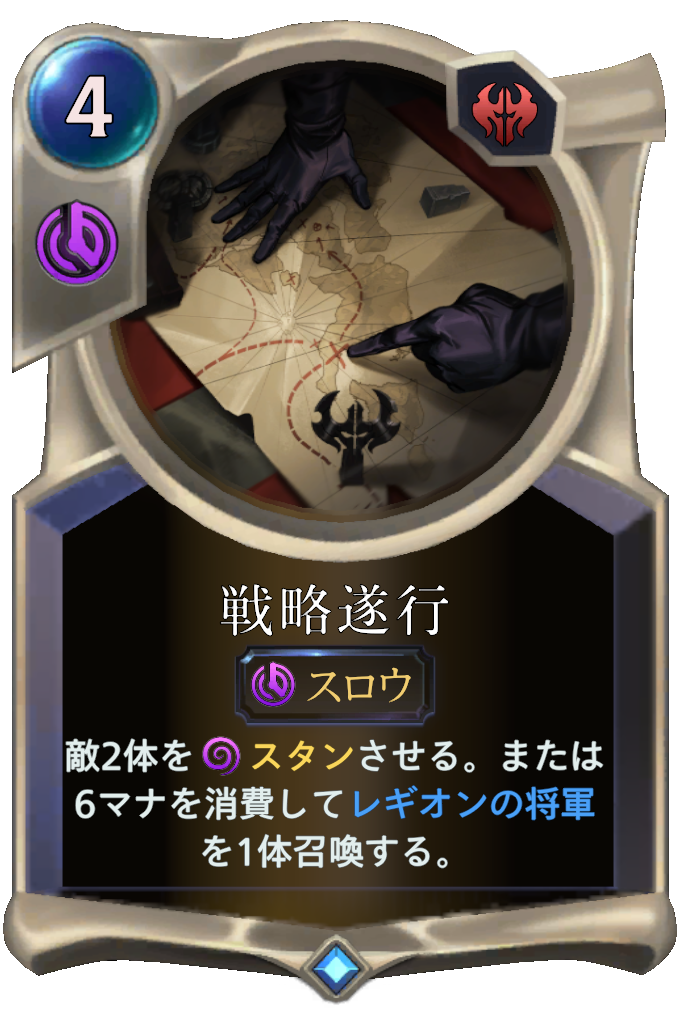 4
戦略遂行
スロウ
敵2体をスタンさせる。または
6マナを消費してレギオンの将軍
を1体召喚する。